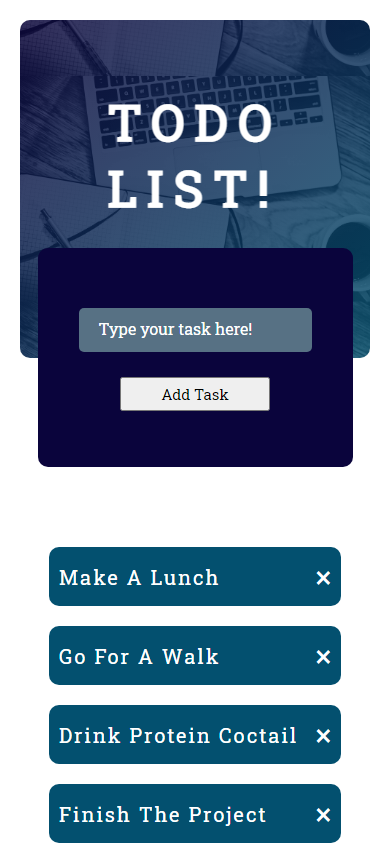 TODO
LIST!
Type your task here!
Add Task
Make A Lunch
Go For A Walk
Drink Protein Coctail
Finish The Project